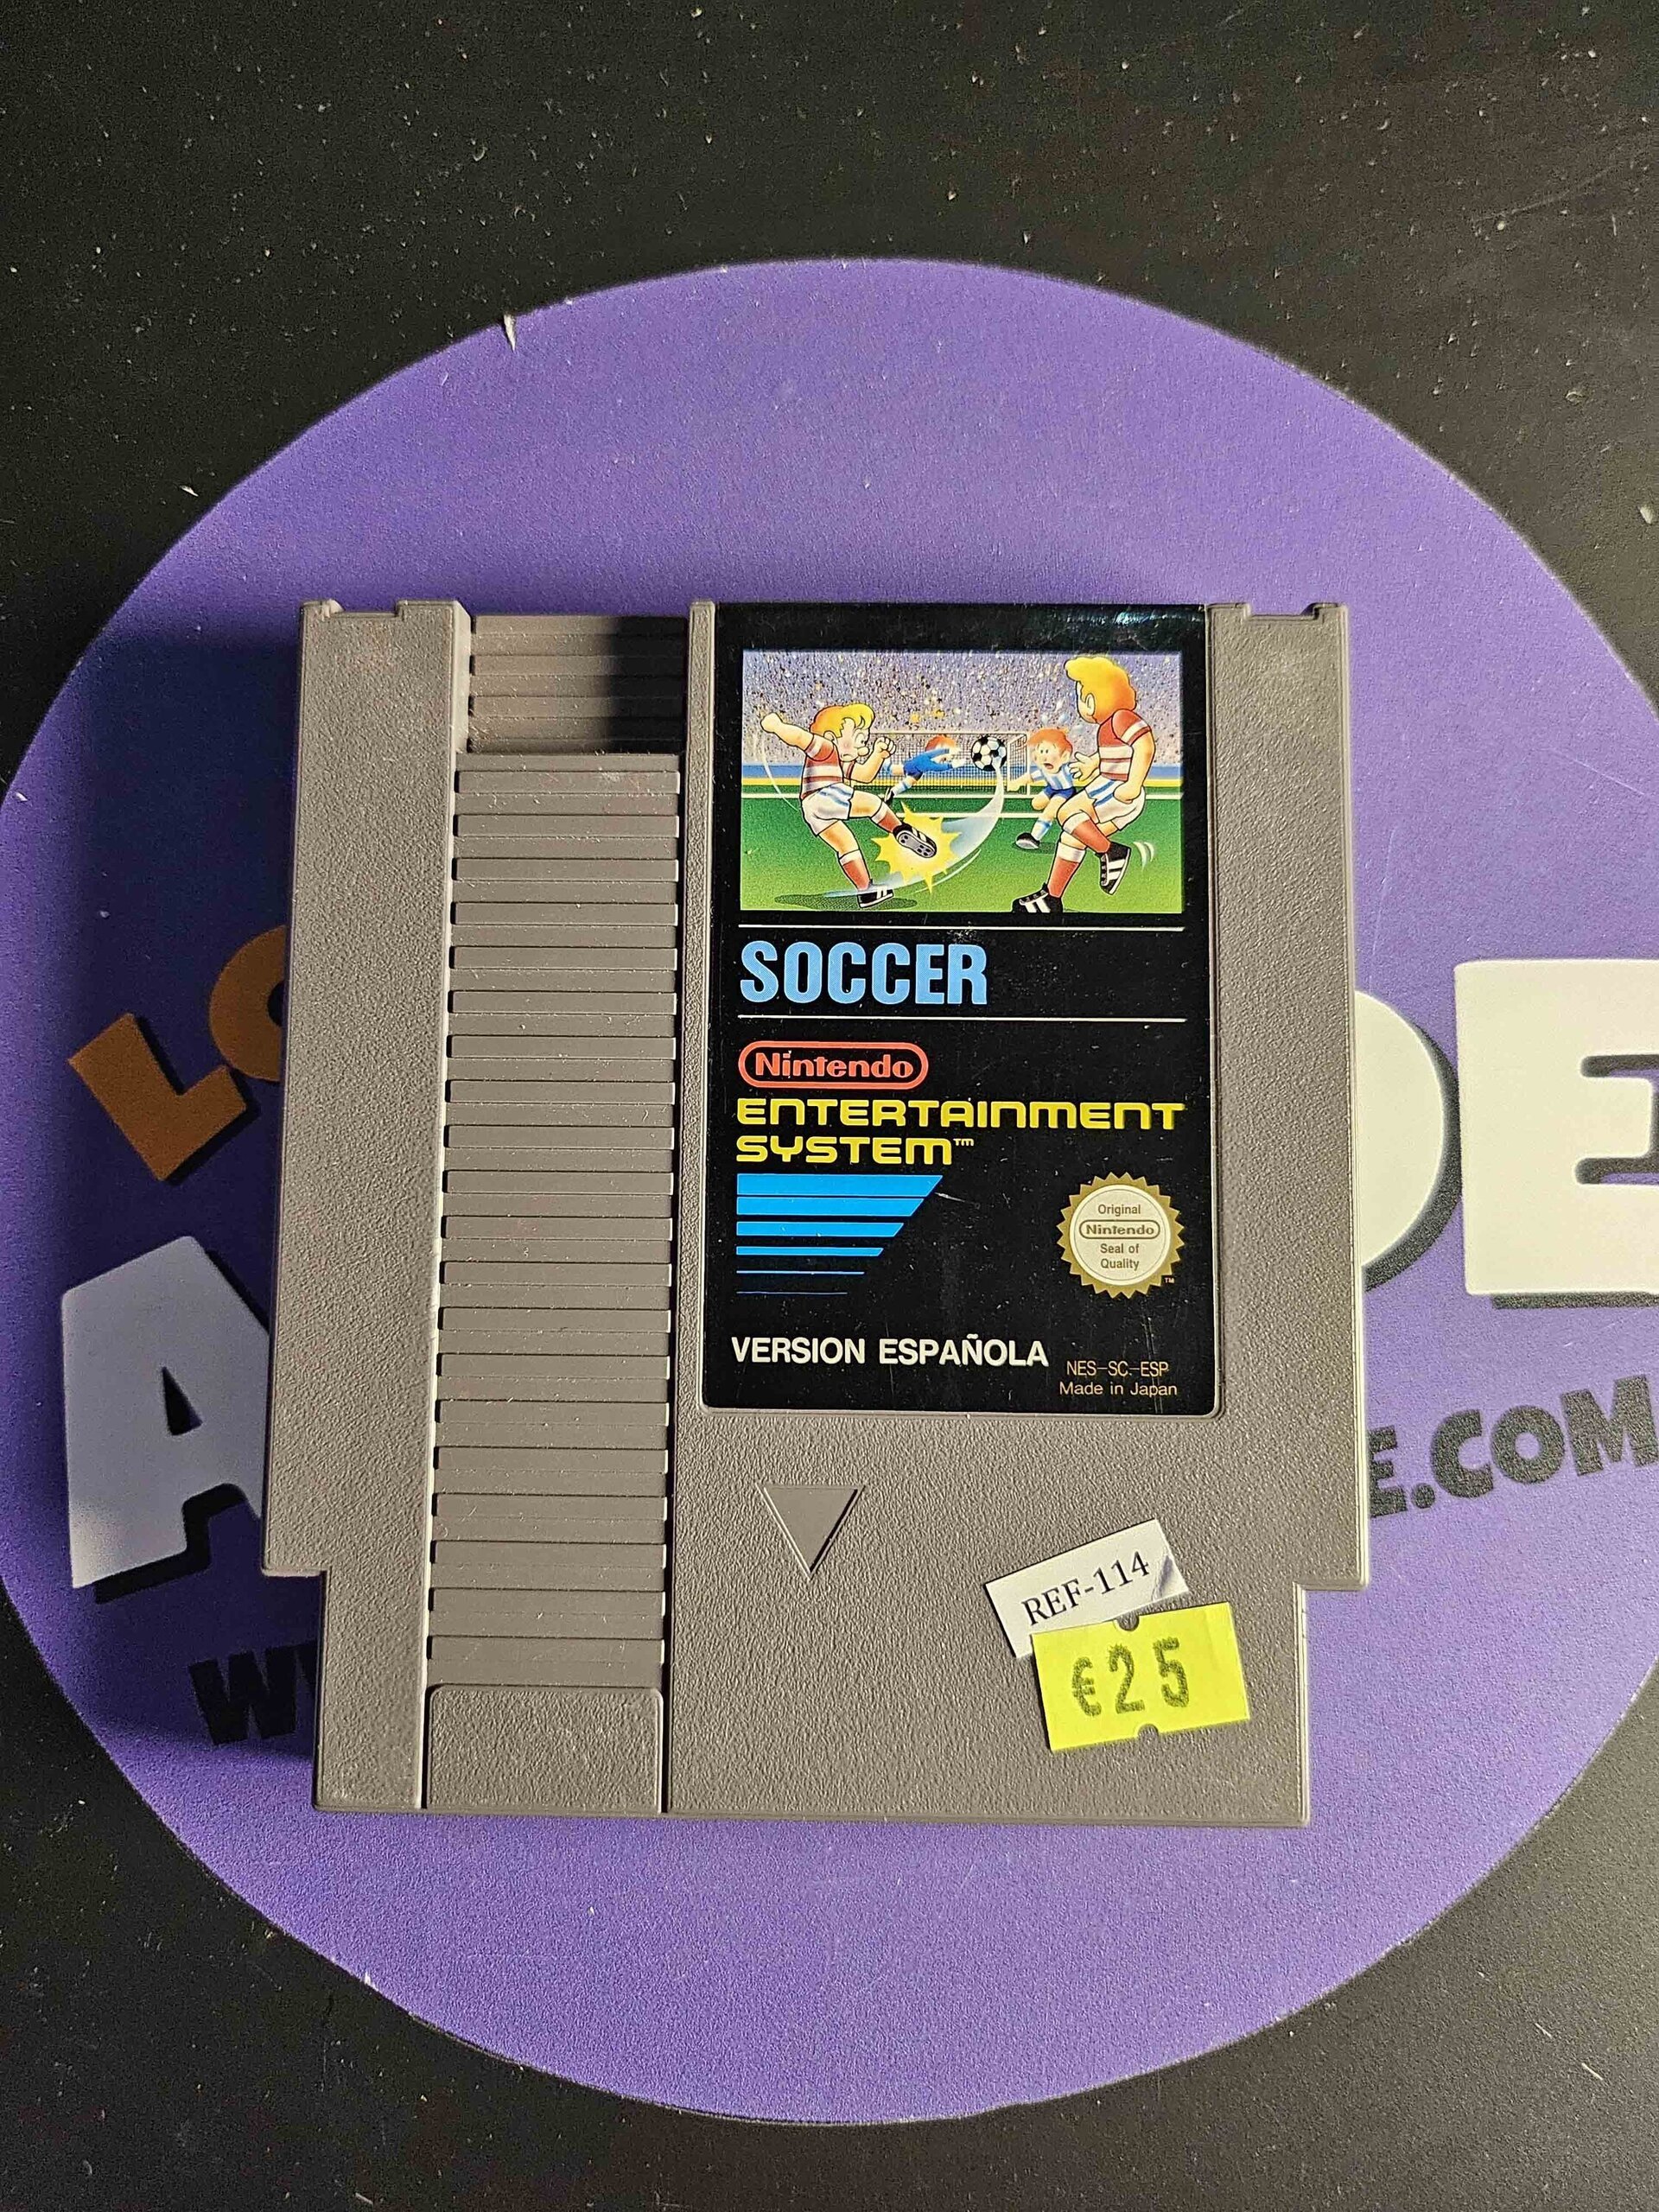 SOCCER
Nintendo
ENTERTAINMENT
SYSTEM™
Original
Nintendo
Seal of
Quality
TM
VERSION ESPAÑOLA
NES-SC-ESP
Made in Japan
E.COM
REF-114
€25